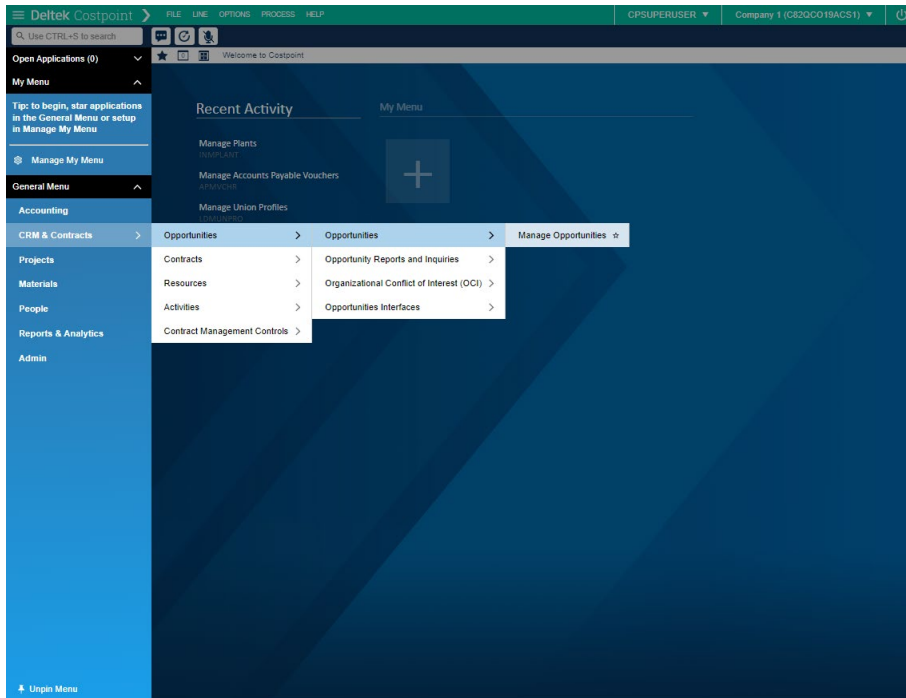 Deltek Costpoint FILE LINE OPTIONS PROCESS HELP CPSUPERUSER Company 1 (C82QCO19ACS1)
Use CTRL+S to search
Open Applications (0)
0 Welcome to Costpoint
My Menu
Tip: to begin, star applications
in the General Menu or setup
in Manage My Menu
Manage My Menu
General Menu
Accounting
CRM & Contracts
Projects
Materials
People
Reports & Analytics
Admin
Unpin Menu
Recent Activity
Manage Plants
INMPLANT
Manage Accounts Payable Vouchers
APMVCHR
Manage Union Profiles
LDMUNPRO
My Menu
Opportunities
Contracts
Resources
Activities
Contract Management Controls
Opportunities
Opportunity Reports and Inquiries
Organizational Conflict of Interest (OCI)
Opportunities Interfaces
Manage Opportunities